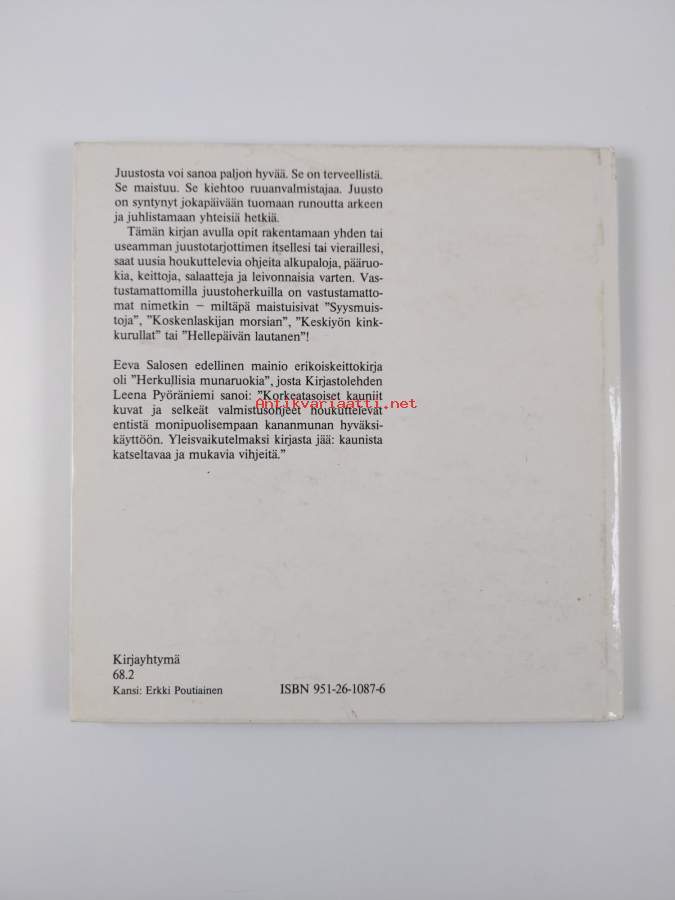 Juustosta voi sanoa paljon hyvää. Se on terveellistä.
Se maistuu. Se kiehtoo ruuanvalmistajaa. Juusto
on syntynyt jokapäivään tuomaan runoutta arkeen
ja juhlistamaan yhteisiä hetkiä.
Tämän kirjan avulla opit rakentamaan yhden tai
useamman juustotarjottimen itsellesi tai vieraillesi,
saat uusia houkuttelevia ohjeita alkupaloja, pääruo-
kia, keittoja, salaatteja ja leivonnaisia varten. Vas-
tustamattomilla juustoherkuilla on vastustamatto-
mat nimetkin – miltäpä maistuisivat ”Syysmuis-
toja”, ”Koskenlaskijan morsian”, ”Keskiyön kink-
kurullat” tai ”Hellepäivän lautanen”!
Eeva Salosen edellinen mainio erikoiskeittokirja
oli ”Herkullisia munaruokia”, josta Kirjastolehden
Leena Pyöräniemi sanoi: ”Korkeatasoiset kauniit
kuvat ja selkeät valmistusohjeet houkuttelevat
Antikvariaatti.net
entistä monipuolisempaan kananmunan hyväksi-
käyttöön. Yleisvaikutelmaksi kirjasta jää: kaunista
katseltavaa ja mukavia vihjeitä.”
Kirjayhtymä
68.2
Kansi: Erkki Poutiainen ISBN 951-26-1087-6